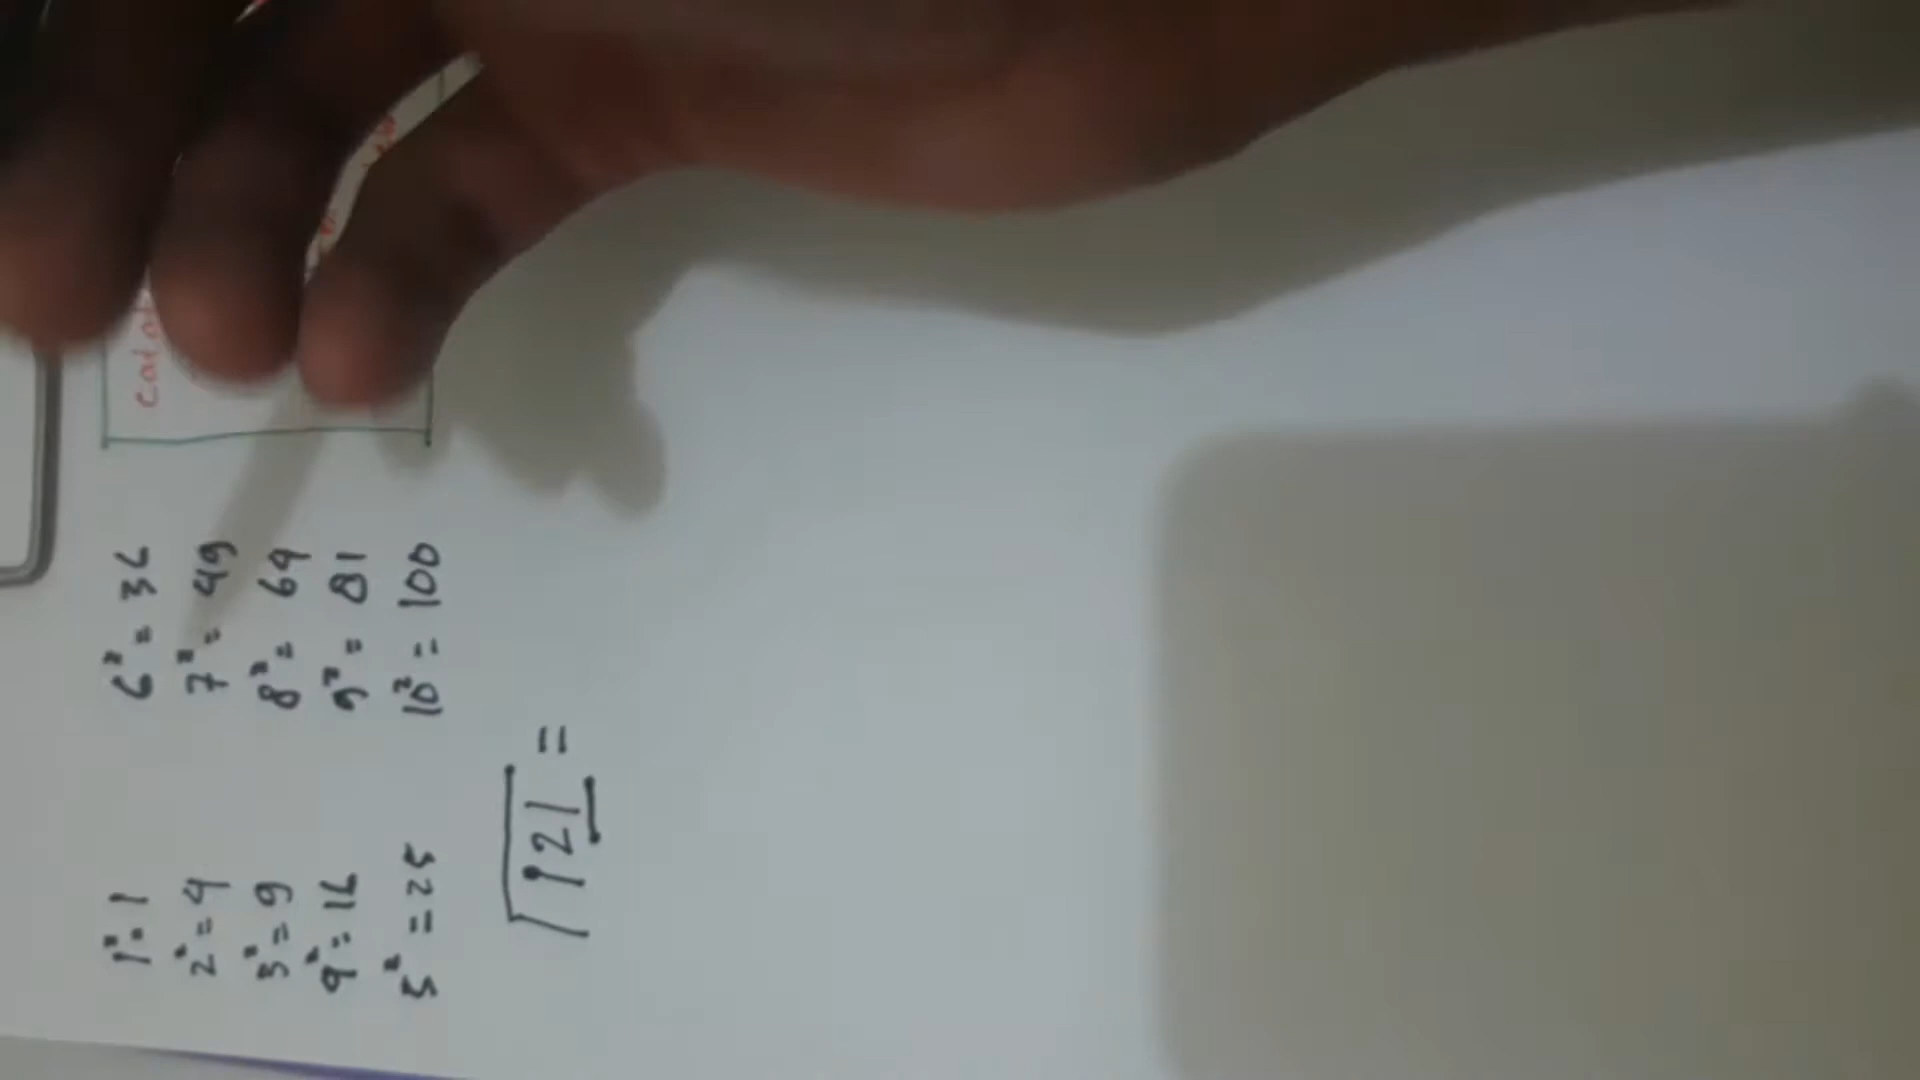 1² = 1
2² = 4
3² = 9
4² = 16
5² = 25
6² = 36
7² = 49
8² = 64
9² = 81
10² = 100
√121 =